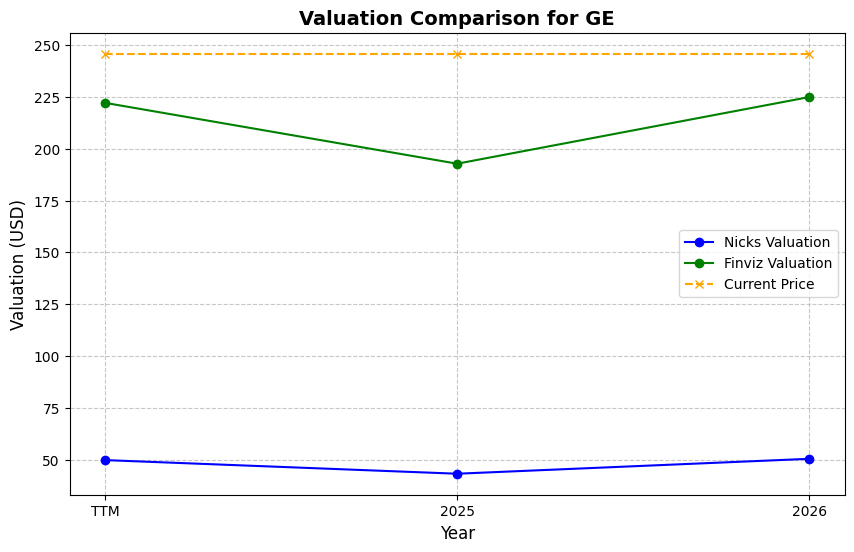 Valuation Comparison for GE
Valuation (USD)
250
225
200
175
150
125
100
75
50
Nicks Valuation
Finviz Valuation
Current Price
TTM 2025 2026
Year